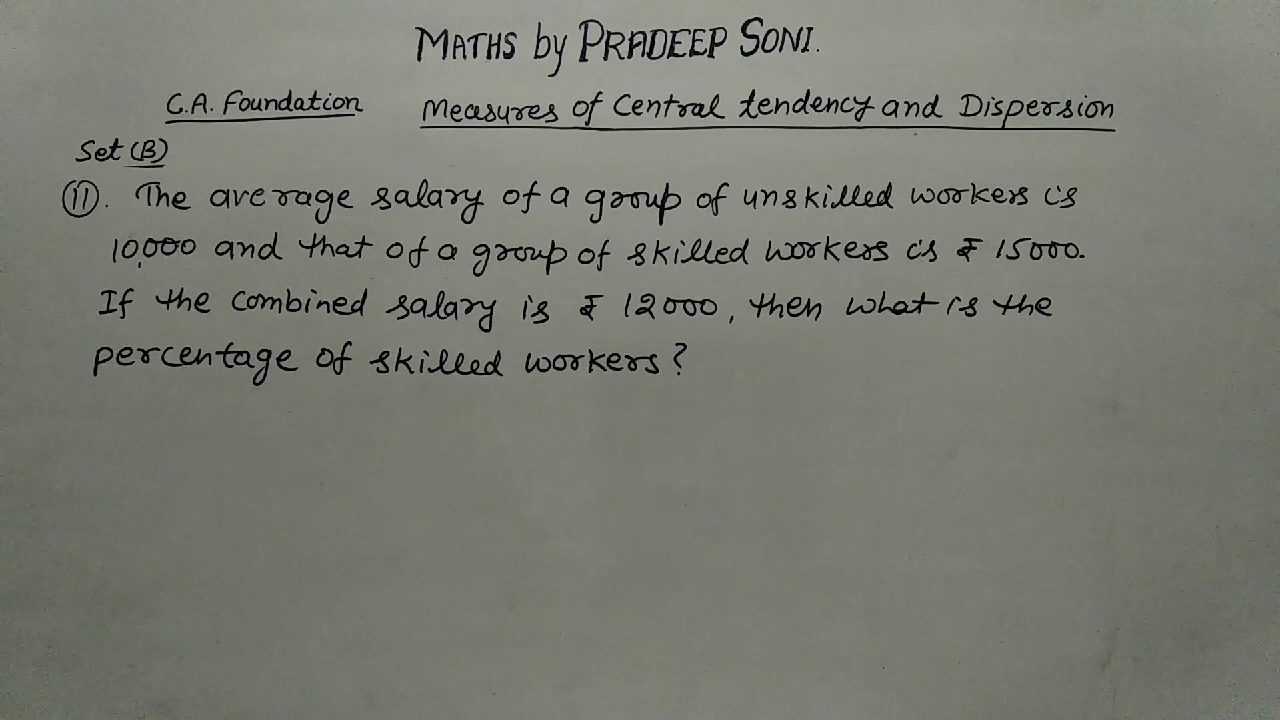 MATHS by PRADEEP SONI.
C.A. Foundation Measures of Central tendency and Dispersion
Set (B)
⑪. The average salary of a group of unskilled workers is
10,000 and that of a group of skilled workers is ₹ 15000.
If the combined salary is ₹ 12000, then what is the
percentage of skilled workers?